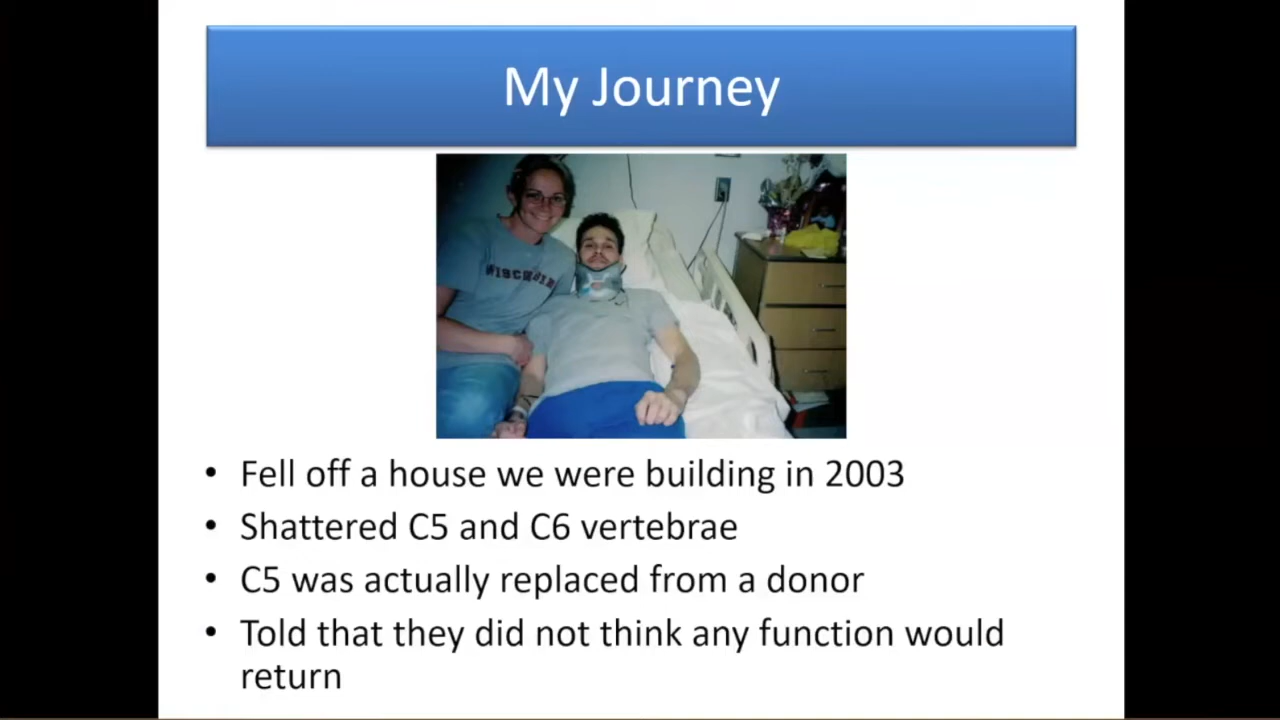 My Journey
WISCONSIN
• Fell off a house we were building in 2003
• Shattered C5 and C6 vertebrae
• C5 was actually replaced from a donor
• Told that they did not think any function would
return